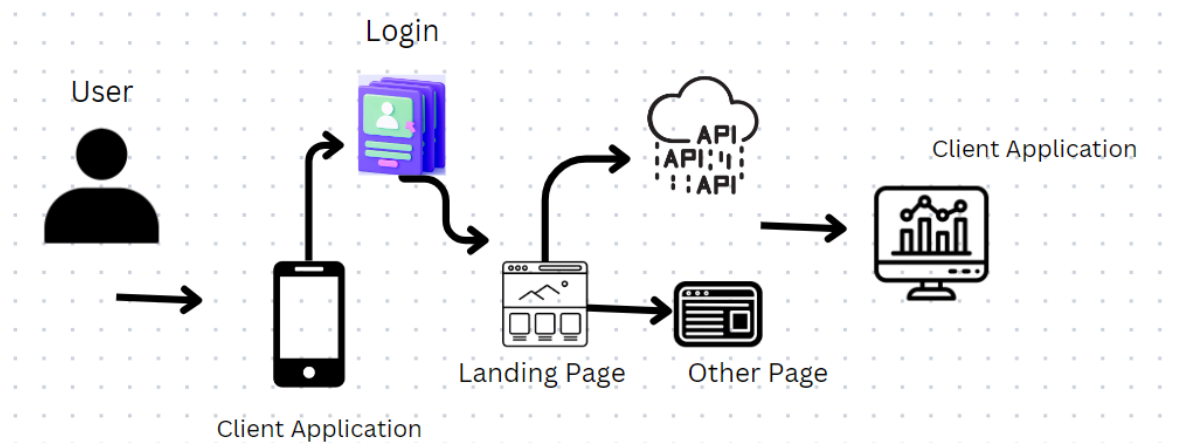 Login
User
API
API
API
Client Application
Landing Page
Other Page
Client Application